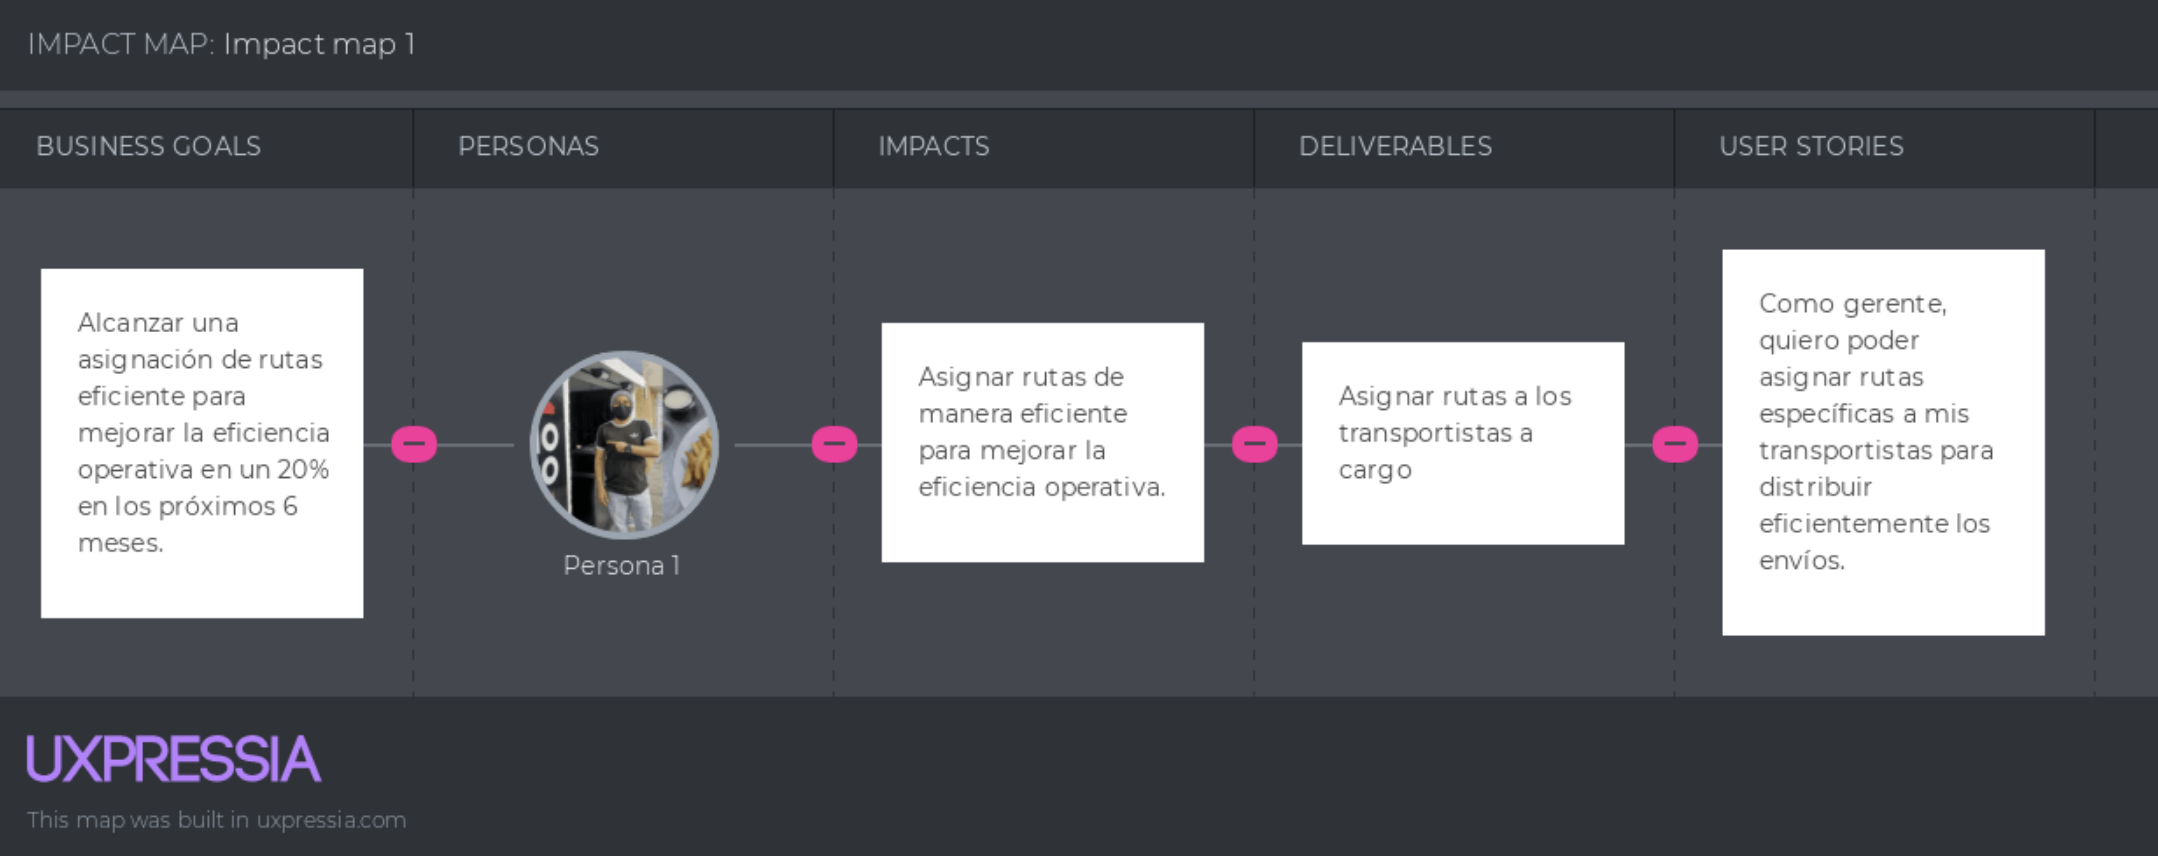 IMPACT MAP: Impact map 1
BUSINESS GOALS
PERSONAS
IMPACTS
DELIVERABLES
USER STORIES
Alcanzar una
asignación de rutas
eficiente para
mejorar la eficiencia
operativa en un 20%
en los próximos 6
meses.
Persona 1
Asignar rutas de
manera eficiente
para mejorar la
eficiencia operativa.
Asignar rutas a los
transportistas a
cargo
Como gerente,
quiero poder
asignar rutas
específicas a mis
transportistas para
distribuir
eficientemente los
envíos.
UXPRESSIA
This map was built in uxpressia.com